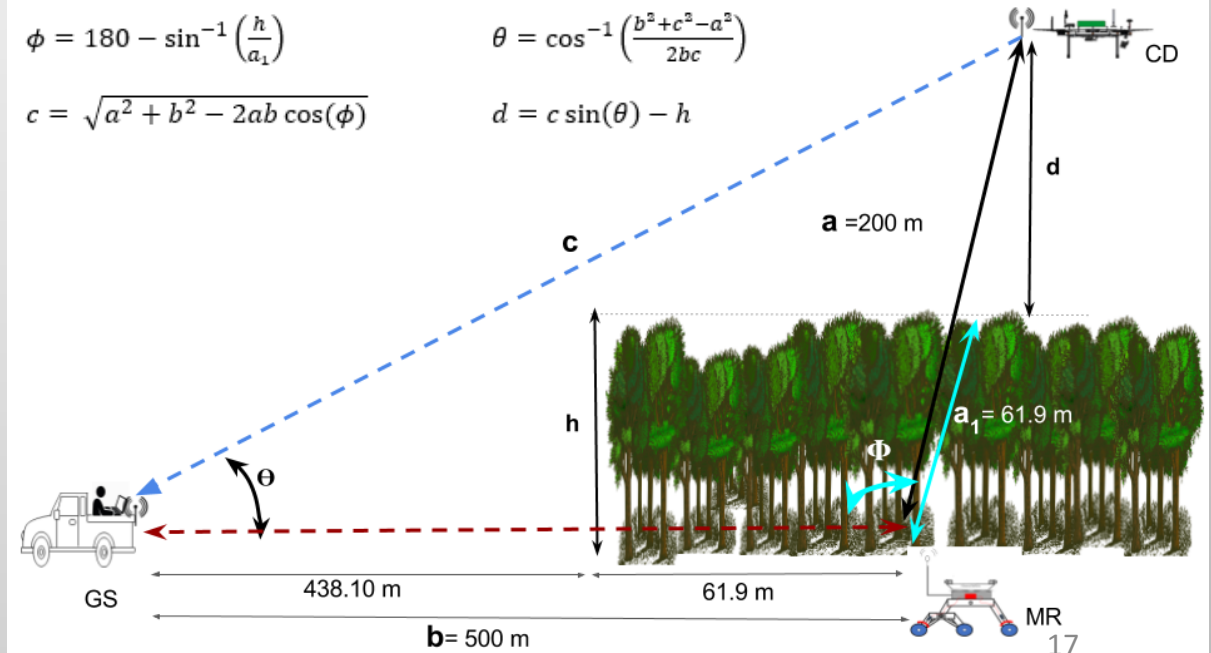 ϕ = 180 − sin⁻¹ (h/a₁)
θ = cos⁻¹ ((b²+c²−a²)/2bc)
CD
c = √(a² + b² − 2ab cos(ϕ))
d = c sin(θ) − h
d
a =200 m
c
h
a₁= 61.9 m
Φ
Θ
GS
438.10 m
61.9 m
MR
b= 500 m
17